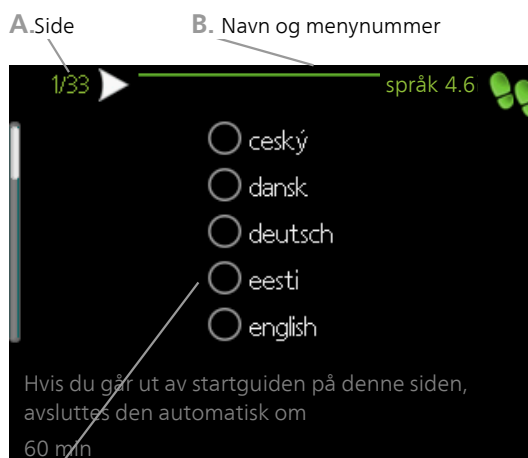 A. Side
B. Navn og menynummer
1/33
språk 4.6
ceský
dansk
deutsch
eesti
english
Hvis du går ut av startguiden på denne siden,
avsluttes den automatisk om
60 min